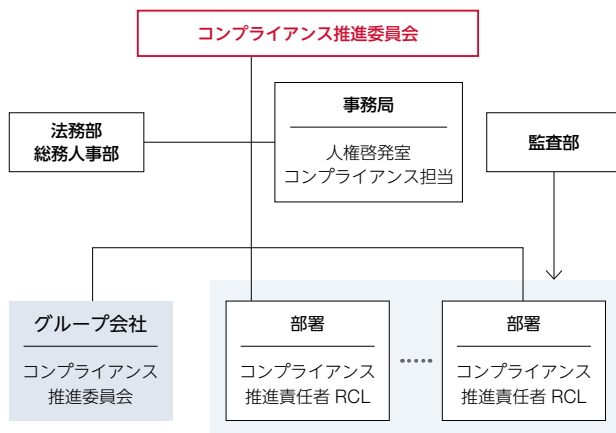 コンプライアンス推進委員会
法務部
総務人事部
事務局
人権啓発室
コンプライアンス担当
監査部
グループ会社
コンプライアンス
推進委員会
部署
コンプライアンス
推進責任者 RCL
部署
コンプライアンス
推進責任者 RCL